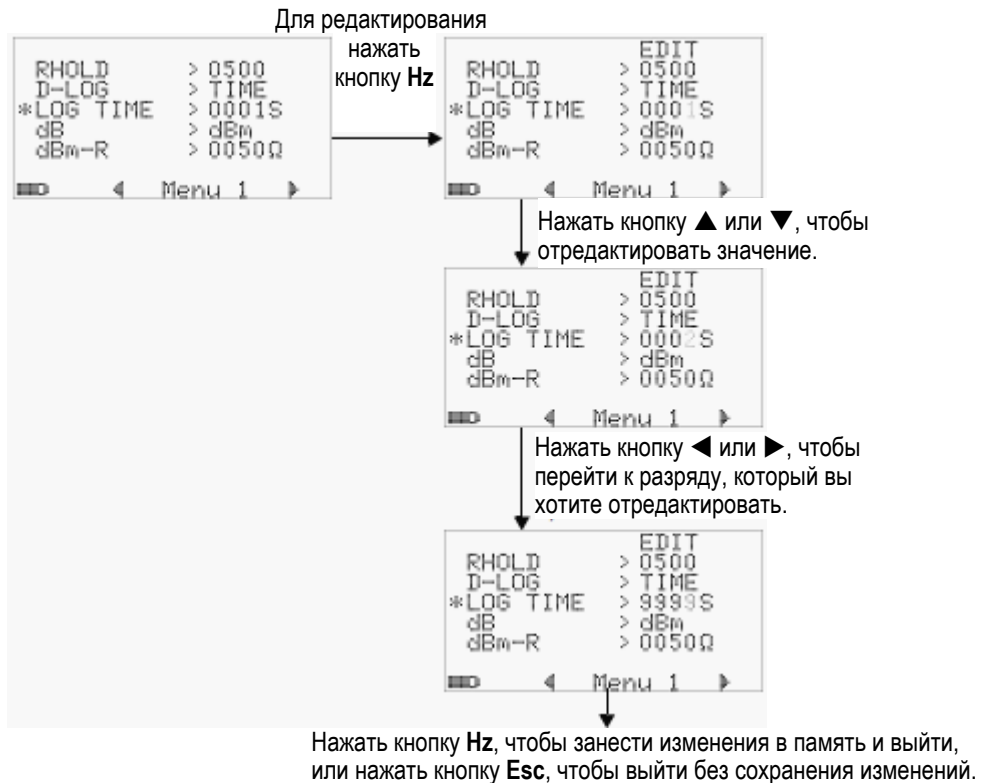 Для редактирования
нажать
кнопку Hz
RHOLD > 0500
D-LOG > TIME
*LOG TIME > 0001S
dB > dBm
dBm-R > 0050Ω
◀ Menu 1 ▶
EDIT
RHOLD > 0500
D-LOG > TIME
*LOG TIME > 0001S
dB > dBm
dBm-R > 0050Ω
◀ Menu 1 ▶
Нажать кнопку ▲ или ▼, чтобы
отредактировать значение.
EDIT
RHOLD > 0500
D-LOG > TIME
*LOG TIME > 0002S
dB > dBm
dBm-R > 0050Ω
◀ Menu 1 ▶
Нажать кнопку ◀ или ▶, чтобы
перейти к разряду, который вы
хотите отредактировать.
EDIT
RHOLD > 0500
D-LOG > TIME
*LOG TIME > 9999S
dB > dBm
dBm-R > 0050Ω
◀ Menu 1 ▶
Нажать кнопку Hz, чтобы занести изменения в память и выйти,
или нажать кнопку Esc, чтобы выйти без сохранения изменений.